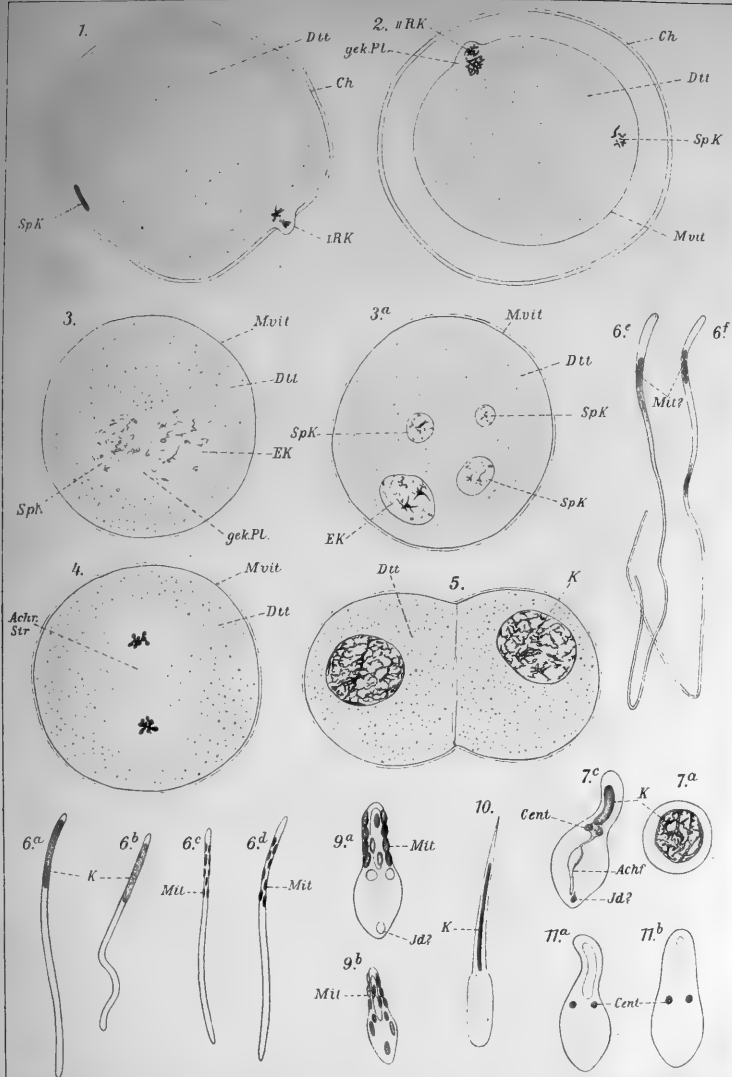 1.
Dtt
Ch
SpK
I.RK
2.
II RK
gek.Pl.
Ch
Dtt
SpK
Mvit
3.
M.vit
Dtt
EK
SpK
gek.Pl.
3.a
M.vit
Dtt
SpK
SpK
SpK
EK
6.e
6.f
Mit?
4.
Mvit
Dtt
Achr.
Str
5.
Dtt
K
6.a
6.b
K
6.c
Mit
6.d
Mit
9.a
Mit
Jd?
9.b
Mit
10.
K
7.c
K
Cent
Achf
Jd?
7.a
11.a
11.b
Cent